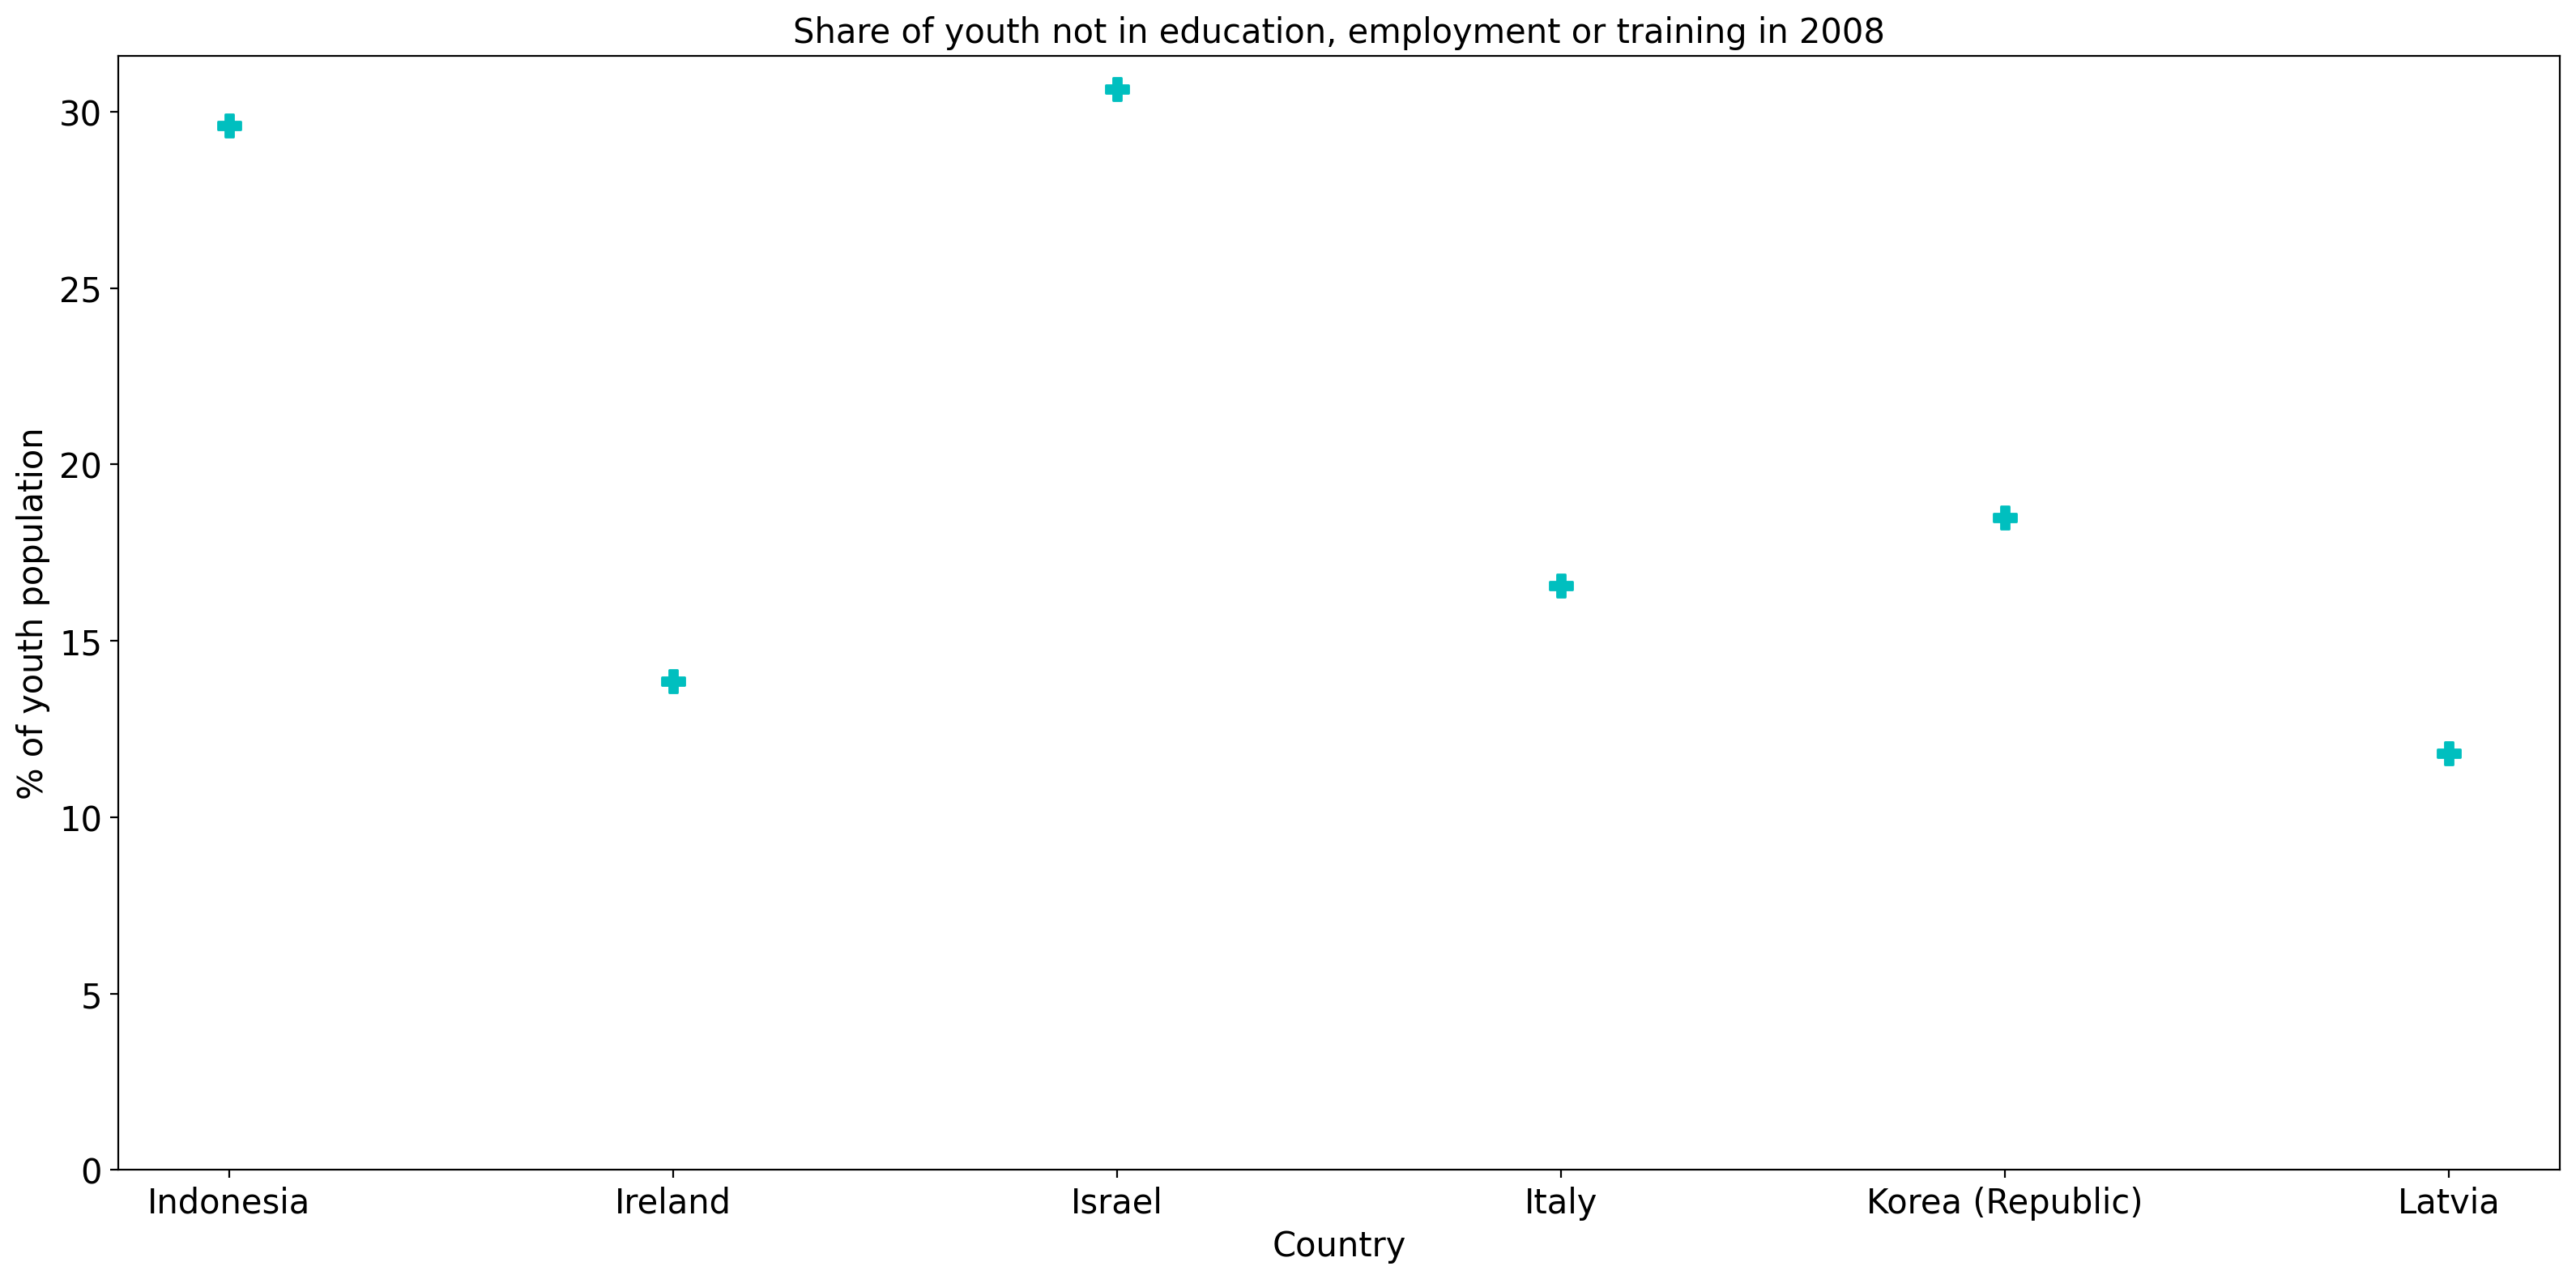 Share of youth not in education, employment or training in 2008
% of youth population
30
25
20
15
10
5
0
Indonesia Ireland Israel Italy Korea (Republic) Latvia
Country